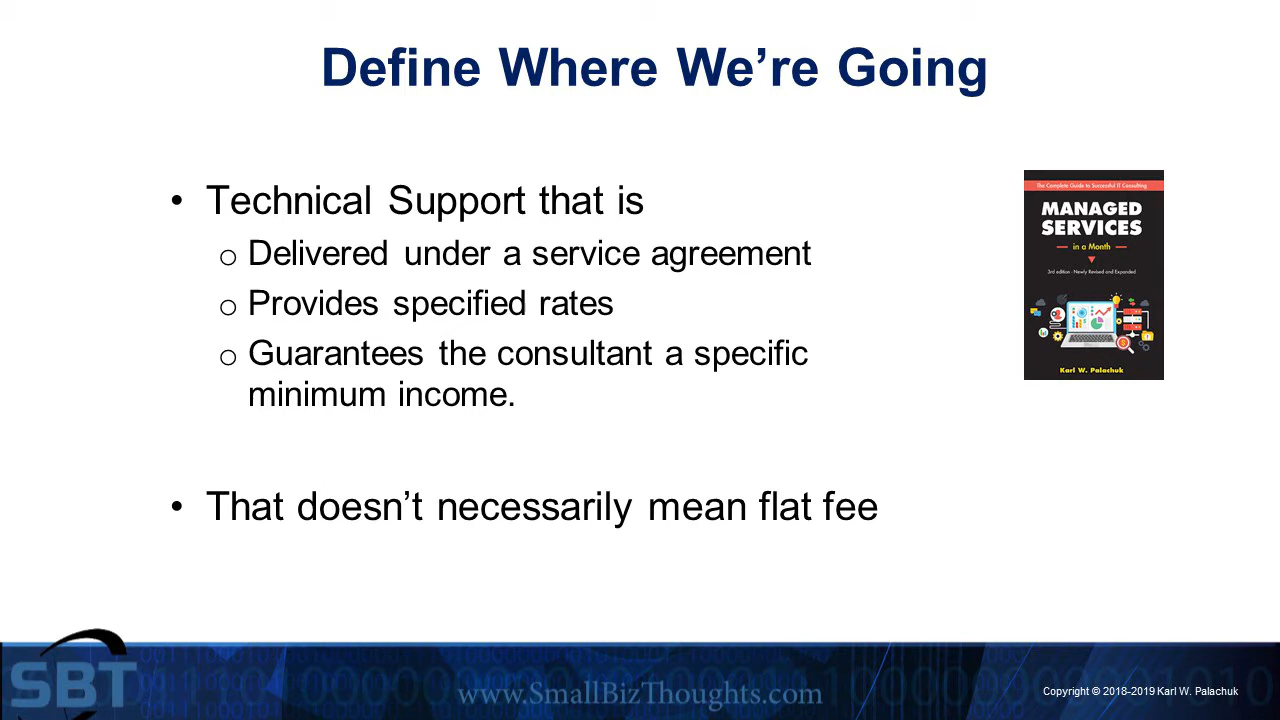 Define Where We’re Going
• Technical Support that is
o Delivered under a service agreement
o Provides specified rates
o Guarantees the consultant a specific
minimum income.
• That doesn’t necessarily mean flat fee
The Complete Guide to Successful IT Consulting
MANAGED
SERVICES
in a Month
3rd edition - Newly Revised and Expanded
Karl W. Palachuk
SBT
www.SmallBizThoughts.com
Copyright © 2018-2019 Karl W. Palachuk